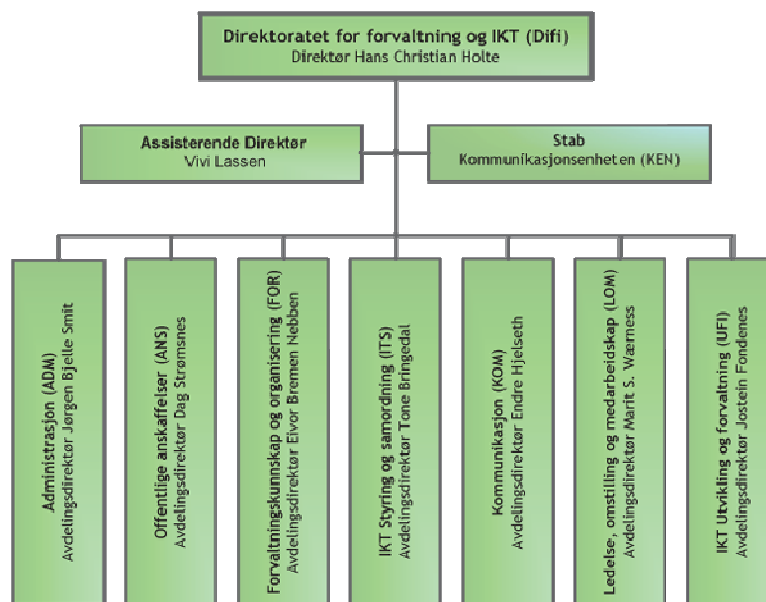 Direktoratet for forvaltning og IKT (Difi)
Direktør Hans Christian Holte
Assisterende Direktør
Vivi Lassen
Stab
Kommunikasjonsenheten (KEN)
Administrasjon (ADM)
Avdelingsdirektør Jørgen Bjelle Smit
Offentlige anskaffelser (ANS)
Avdelingsdirektør Dag Strømsnes
Forvaltningskunnskap og organisering (FOR)
Avdelingsdirektør Eivor Bremen Nebben
IKT Styring og samordning (ITS)
Avdelingsdirektør Tone Bringedal
Kommunikasjon (KOM)
Avdelingsdirektør Endre Hjelseth
Ledelse, omstilling og medarbeidskap (LOM)
Avdelingsdirektør Marit S. Wærness
IKT Utvikling og forvaltning (UFI)
Avdelingsdirektør Jostein Fondenes